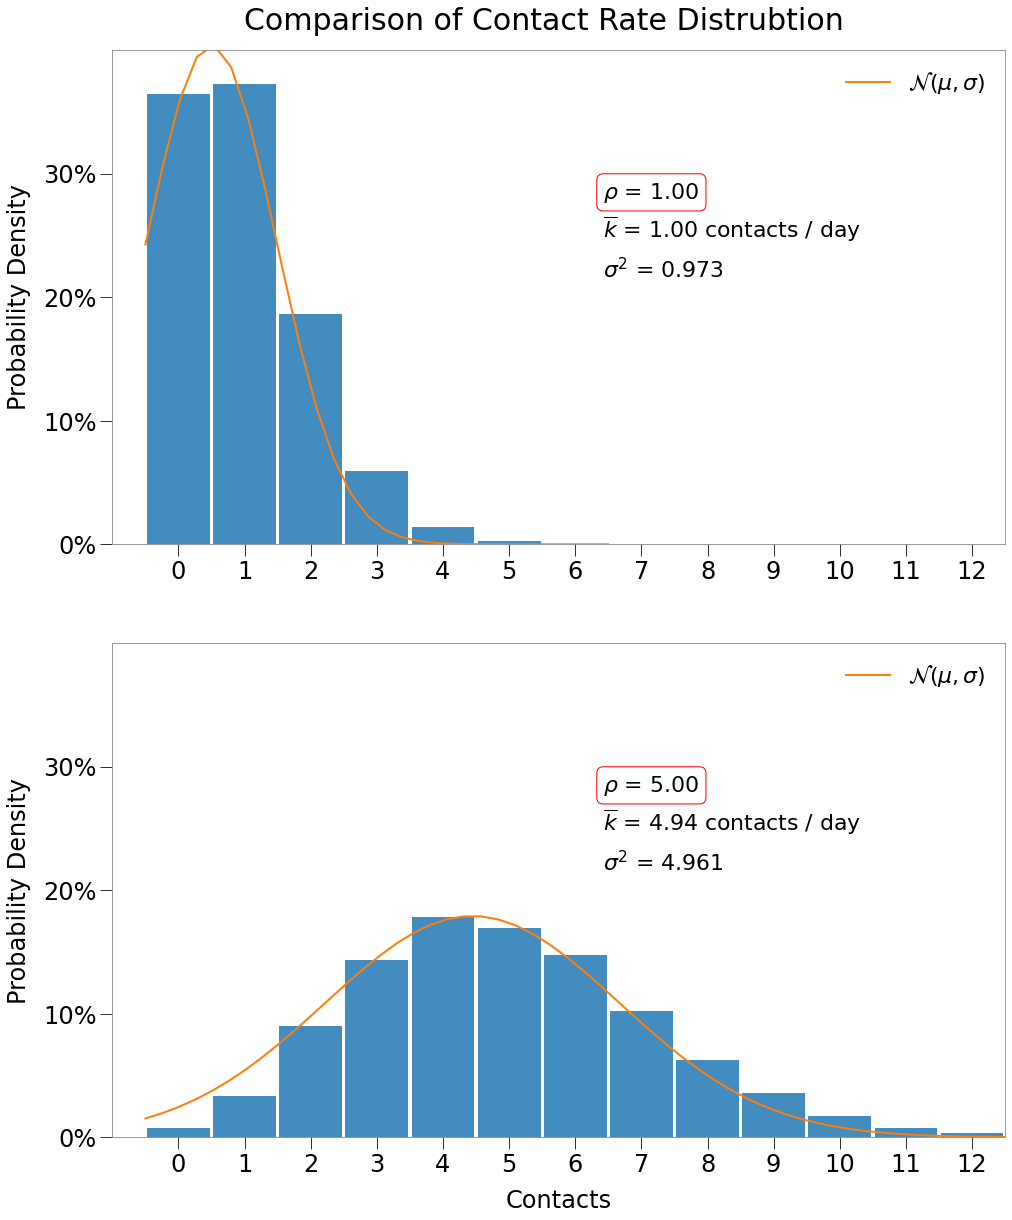 Comparison of Contact Rate Distrubtion
𝒩(μ, σ)
ρ = 1.00
k̅ = 1.00 contacts / day
σ² = 0.973
Probability Density
30%
20%
10%
0%
0 1 2 3 4 5 6 7 8 9 10 11 12
𝒩(μ, σ)
ρ = 5.00
k̅ = 4.94 contacts / day
σ² = 4.961
Probability Density
30%
20%
10%
0%
0 1 2 3 4 5 6 7 8 9 10 11 12
Contacts